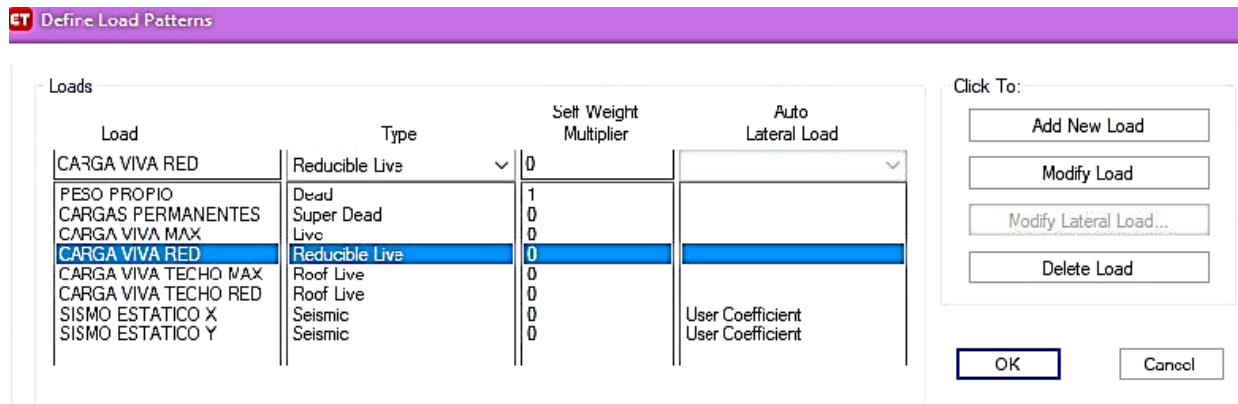 ET Define Load Patterns
Loads
Click To:
Load Type Self Weight Multiplier Auto Lateral Load
CARGA VIVA RED Reducible Live 0
PESO PROPIO Dead 1
CARGAS PERMANENTES Super Dead 0
CARGA VIVA MAX Live 0
CARGA VIVA RED Reducible Live 0
CARGA VIVA TECHO MAX Roof Live 0
CARGA VIVA TECHO RED Roof Live 0
SISMO ESTATICO X Seismic 0 User Coefficient
SISMO ESTATICO Y Seismic 0 User Coefficient
Add New Load
Modify Load
Modify Lateral Load...
Delete Load
OK Cancel